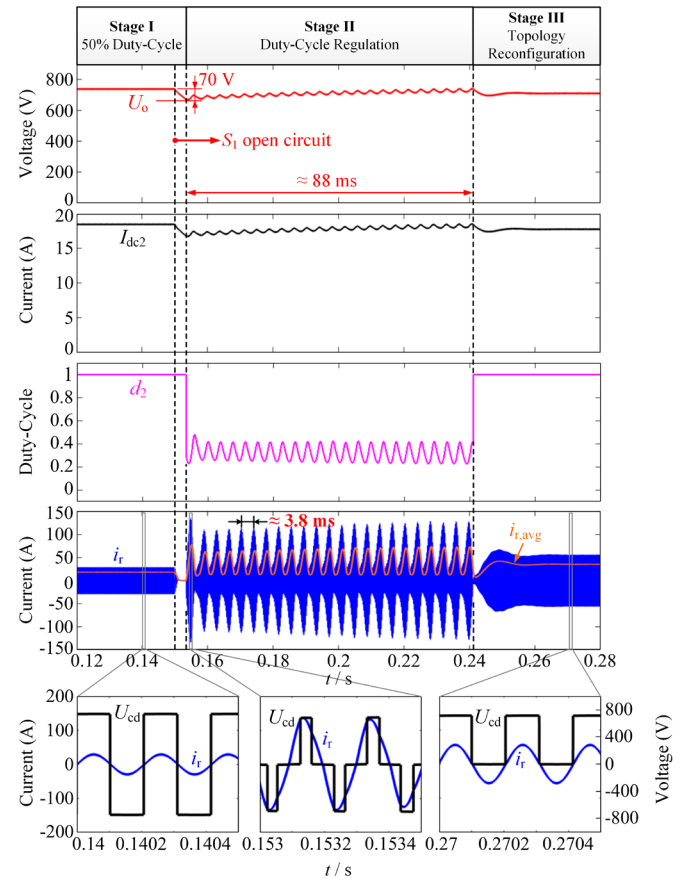 Stage I
50% Duty-Cycle
Stage II
Duty-Cycle Regulation
Stage III
Topology
Reconfiguration
Voltage (V)
800
600
400
200
0
70 V
Uo
S1 open circuit
≈ 88 ms
Current (A)
20
15
10
5
0
Idc2
Duty-Cycle
1
0.8
0.6
0.4
0.2
0
d2
Current (A)
150
100
50
0
-50
-100
-150
ir
≈ 3.8 ms
ir,avg
0.12 0.14 0.16 0.18 0.2 0.22 0.24 0.26 0.28
t / s
Current (A)
200
100
0
-100
-200
Ucd
ir
0.14 0.1402 0.1404
Ucd
ir
0.153 0.1532 0.1534
Ucd
ir
0.27 0.2702 0.2704
800
400
0
-400
-800
Voltage (V)
t / s